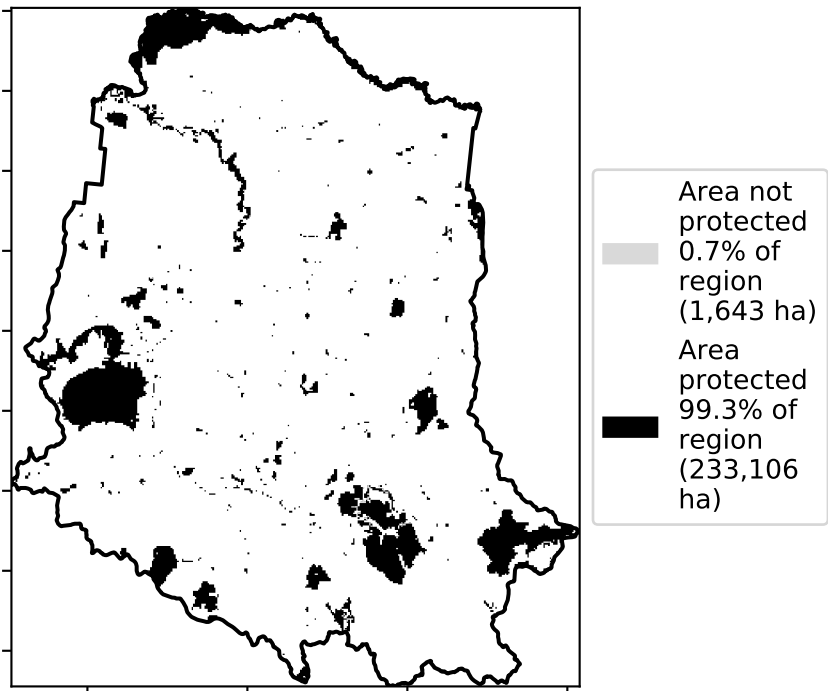 Area not
protected
0.7% of
region
(1,643 ha)
Area
protected
99.3% of
region
(233,106
ha)